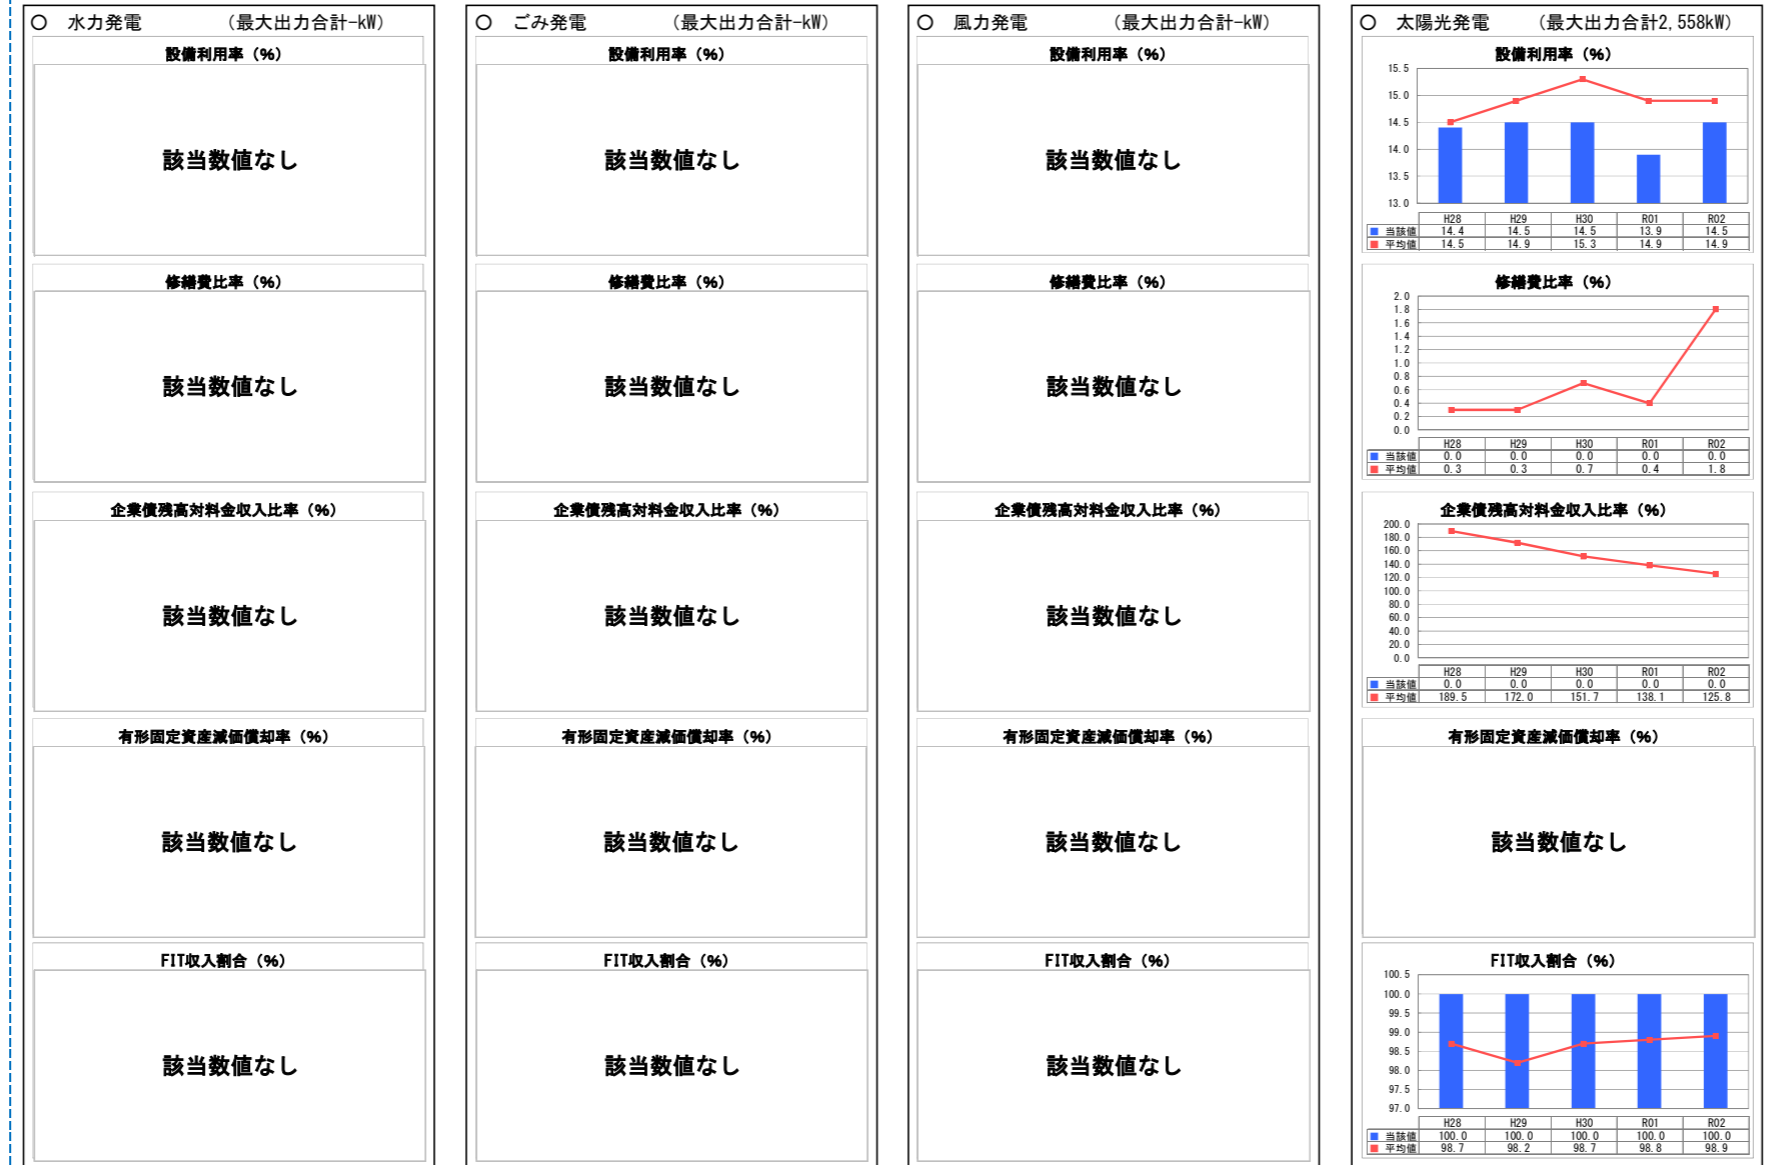 ○ 水力発電 （最大出力合計-kW）
設備利用率（%）
該当数値なし
修繕費比率（%）
該当数値なし
企業債残高対料金収入比率（%）
該当数値なし
有形固定資産減価償却率（%）
該当数値なし
FIT収入割合（%）
該当数値なし
○ ごみ発電 （最大出力合計-kW）
設備利用率（%）
該当数値なし
修繕費比率（%）
該当数値なし
企業債残高対料金収入比率（%）
該当数値なし
有形固定資産減価償却率（%）
該当数値なし
FIT収入割合（%）
該当数値なし
○ 風力発電 （最大出力合計-kW）
設備利用率（%）
該当数値なし
修繕費比率（%）
該当数値なし
企業債残高対料金収入比率（%）
該当数値なし
有形固定資産減価償却率（%）
該当数値なし
FIT収入割合（%）
該当数値なし
○ 太陽光発電 （最大出力合計2,558kW）
設備利用率（%）
15.5
15.0
14.5
14.0
13.5
13.0
H28 H29 H30 R01 R02
当該値 14.4 14.5 14.5 13.9 14.5
平均値 14.5 14.9 15.3 14.9 14.9
修繕費比率（%）
2.0
1.8
1.6
1.4
1.2
1.0
0.8
0.6
0.4
0.2
0.0
H28 H29 H30 R01 R02
当該値 0.0 0.0 0.0 0.0 0.0
平均値 0.3 0.3 0.7 0.4 1.8
企業債残高対料金収入比率（%）
200.0
180.0
160.0
140.0
120.0
100.0
80.0
60.0
40.0
20.0
0.0
H28 H29 H30 R01 R02
当該値 0.0 0.0 0.0 0.0 0.0
平均値 189.5 172.0 151.7 138.1 125.8
有形固定資産減価償却率（%）
該当数値なし
FIT収入割合（%）
100.5
100.0
99.5
99.0
98.5
98.0
97.5
97.0
H28 H29 H30 R01 R02
当該値 100.0 100.0 100.0 100.0 100.0
平均値 98.7 98.2 98.7 98.8 98.9